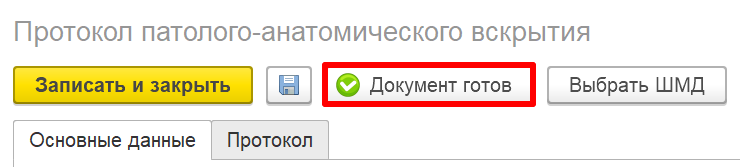 Протокол патолого-анатомического вскрытия
Записать и закрыть Документ готов Выбрать ШМД
Основные данные Протокол